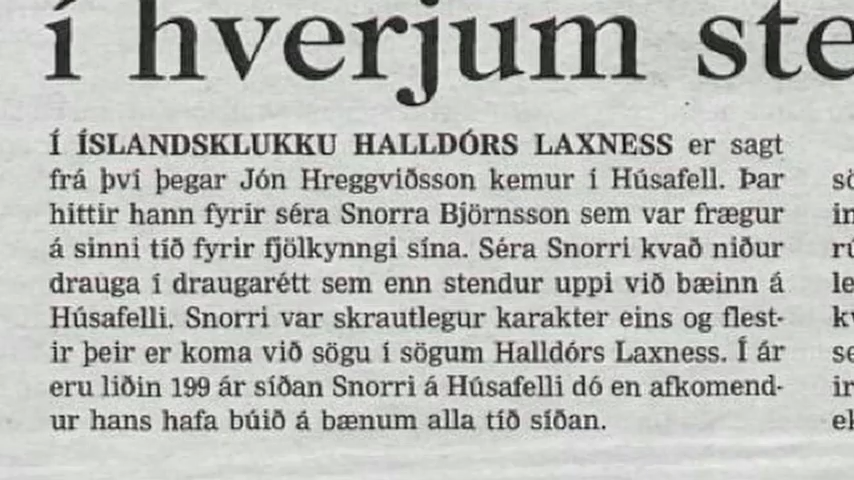 í hverjum
Í ÍSLANDSKLUKKU HALLDÓRS LAXNESS er sagt
frá því þegar Jón Hreggviðsson kemur í Húsafell. Þar
hittir hann fyrir séra Snorra Björnsson sem var frægur
á sinni tíð fyrir fjölkynngi sína. Séra Snorri kvað niður
drauga í draugarétt sem enn stendur uppi við bæinn á
Húsafelli. Snorri var skrautlegur karakter eins og flest-
ir þeir er koma við sögu í sögum Halldórs Laxness. Í ár
eru liðin 199 ár síðan Snorri á Húsafelli dó en afkomend-
ur hans hafa búið á bænum alla tíð síðan.